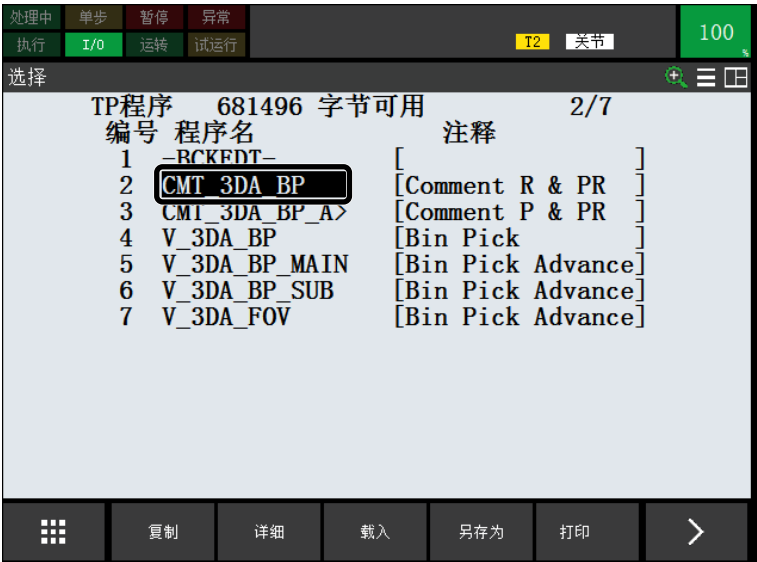 处理中 单步 暂停 异常
执行 I/O 运转 试运行 T2 关节 100 %
选择
TP程序 681496 字节可用 2/7
编号 程序名 注释
1 -BCKEDT- [ ]
2 CMT_3DA_BP [Comment R & PR ]
3 CMT_3DA_BP_A> [Comment P & PR ]
4 V_3DA_BP [Bin Pick ]
5 V_3DA_BP_MAIN [Bin Pick Advance]
6 V_3DA_BP_SUB [Bin Pick Advance]
7 V_3DA_FOV [Bin Pick Advance]
复制 详细 载入 另存为 打印